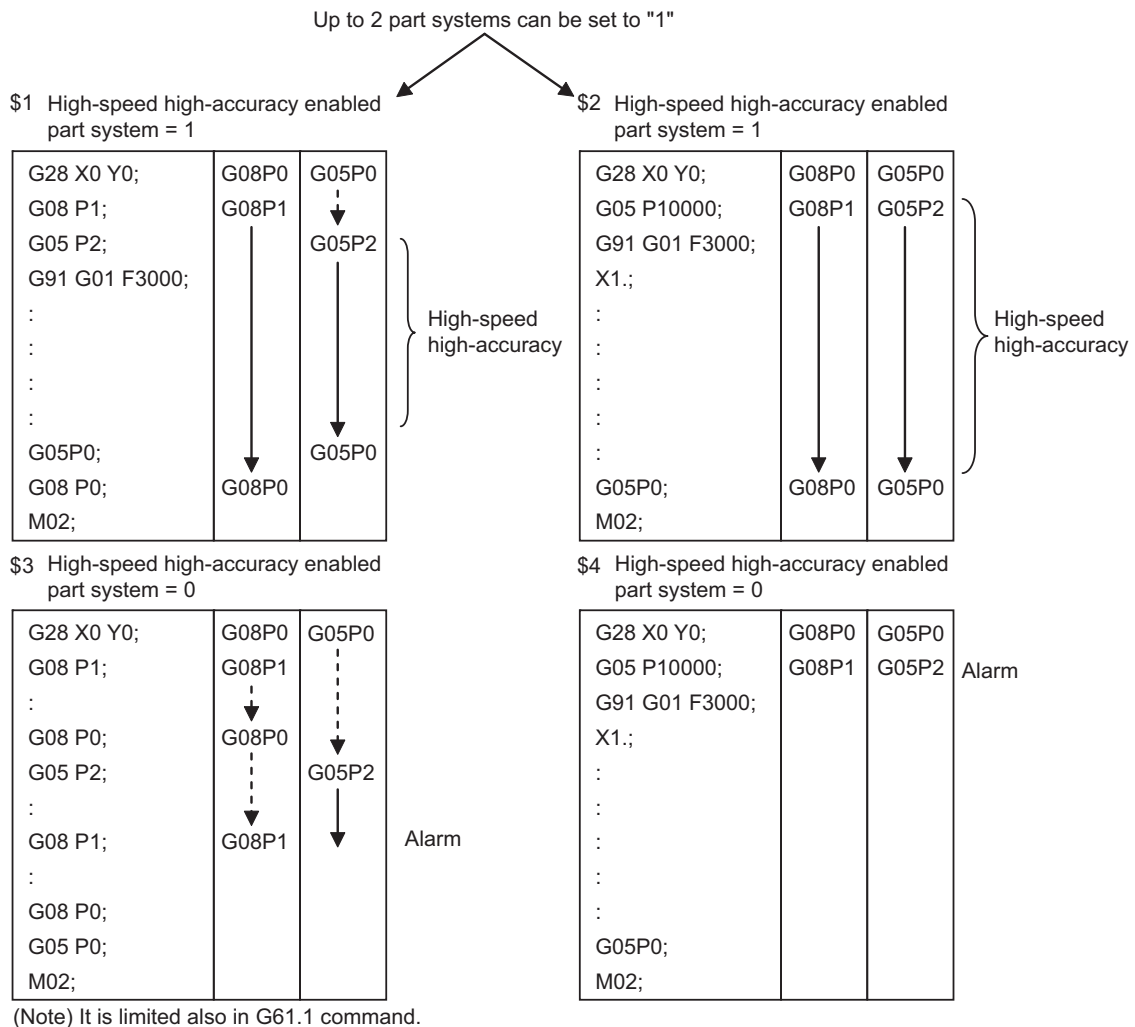 Up to 2 part systems can be set to "1"
$1 High-speed high-accuracy enabled
part system = 1
G28 X0 Y0; G08P0 G05P0
G08 P1; G08P1
G05 P2; G05P2
G91 G01 F3000;
:
High-speed
high-accuracy
:
:
:
G05P0; G05P0
G08 P0; G08P0
M02;
$2 High-speed high-accuracy enabled
part system = 1
G28 X0 Y0; G08P0 G05P0
G05 P10000; G08P1 G05P2
G91 G01 F3000;
X1.;
:
High-speed
high-accuracy
:
:
:
:
G05P0; G08P0 G05P0
M02;
$3 High-speed high-accuracy enabled
part system = 0
G28 X0 Y0; G08P0 G05P0
G08 P1; G08P1
:
G08 P0; G08P0
G05 P2; G05P2
:
G08 P1; G08P1 Alarm
:
G08 P0;
G05 P0;
M02;
$4 High-speed high-accuracy enabled
part system = 0
G28 X0 Y0; G08P0 G05P0
G05 P10000; G08P1 G05P2 Alarm
G91 G01 F3000;
X1.;
:
:
:
:
:
G05P0;
M02;
(Note) It is limited also in G61.1 command.